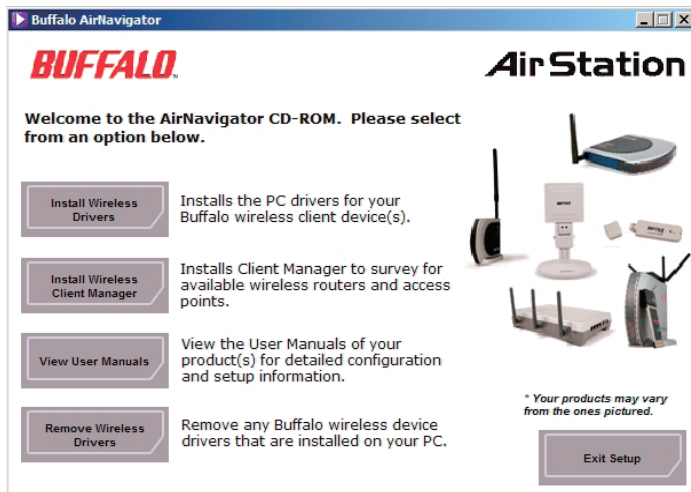 Buffalo AirNavigator
BUFFALO
AirStation
Welcome to the AirNavigator CD-ROM. Please select
from an option below.
Install Wireless
Drivers
Installs the PC drivers for your
Buffalo wireless client device(s).
Install Wireless
Client Manager
Installs Client Manager to survey for
available wireless routers and access
points.
View User Manuals
View the User Manuals of your
product(s) for detailed configuration
and setup information.
Remove Wireless
Drivers
Remove any Buffalo wireless device
drivers that are installed on your PC.
* Your products may vary
from the ones pictured.
Exit Setup